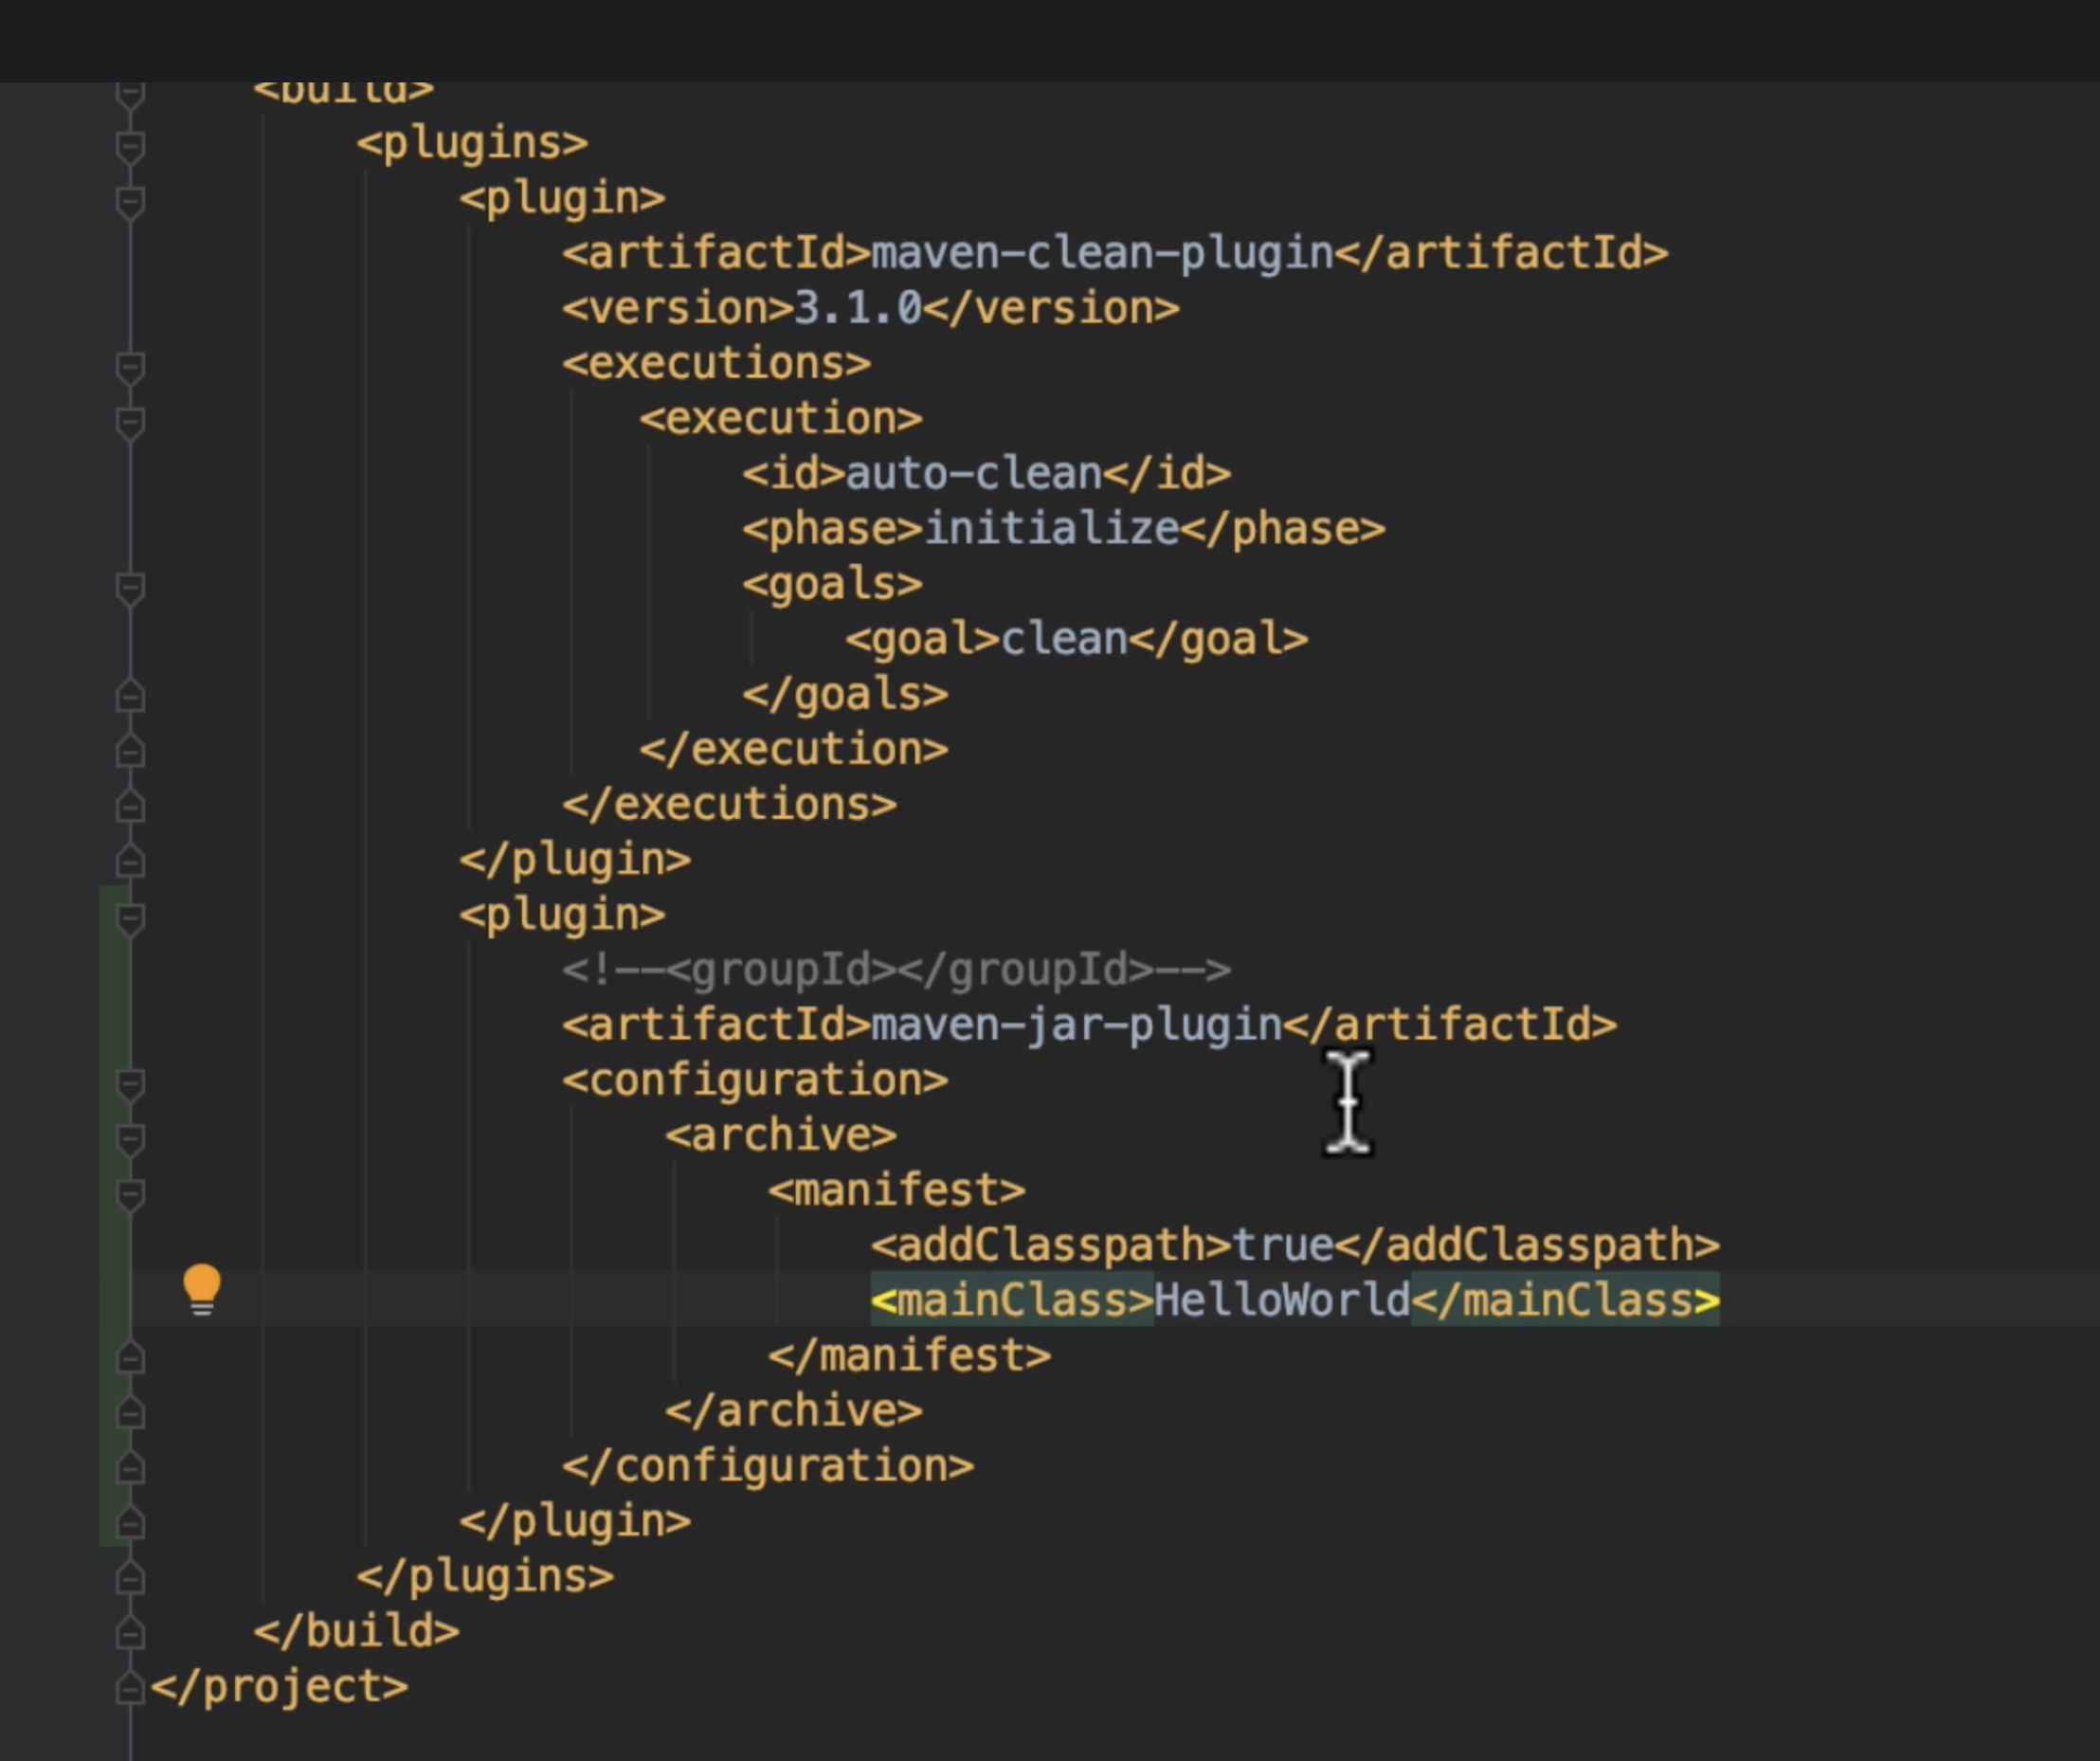 <build>
<plugins>
<plugin>
<artifactId>maven-clean-plugin</artifactId>
<version>3.1.0</version>
<executions>
<execution>
<id>auto-clean</id>
<phase>initialize</phase>
<goals>
<goal>clean</goal>
</goals>
</execution>
</executions>
</plugin>
<plugin>
<!--<groupId></groupId>-->
<artifactId>maven-jar-plugin</artifactId>
<configuration>
<archive>
<manifest>
<addClasspath>true</addClasspath>
<mainClass>HelloWorld</mainClass>
</manifest>
</archive>
</configuration>
</plugin>
</plugins>
</build>
</project>